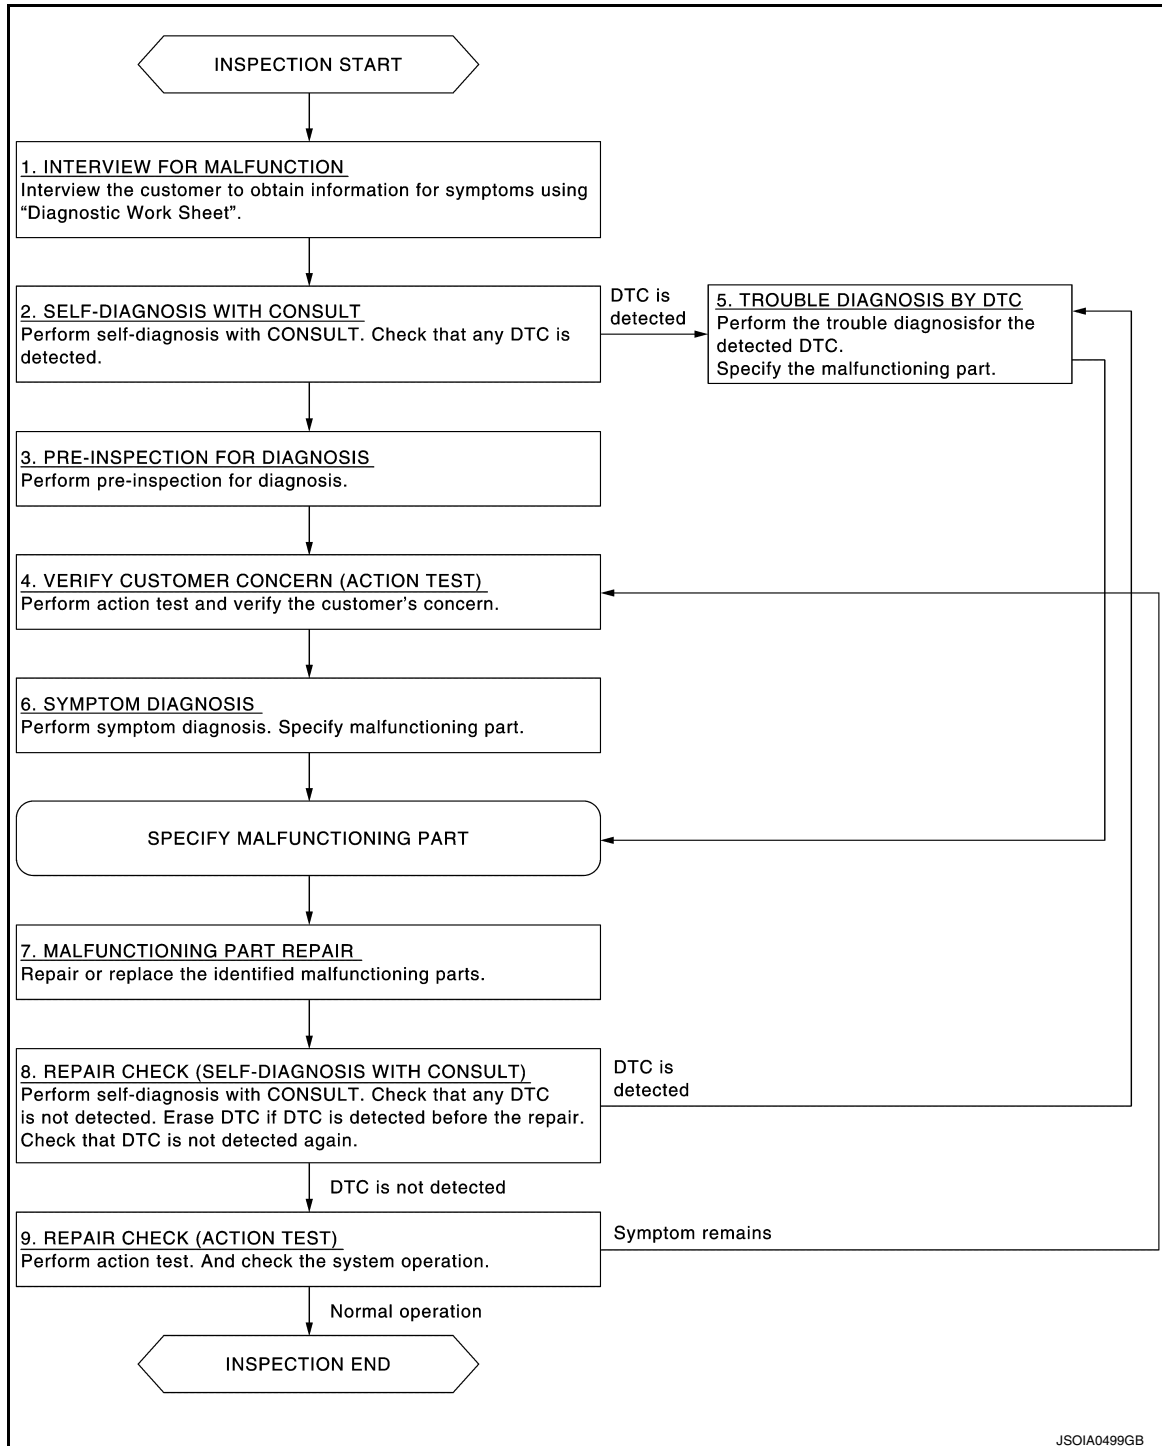 INSPECTION START
1. INTERVIEW FOR MALFUNCTION
Interview the customer to obtain information for symptoms using
“Diagnostic Work Sheet”.
2. SELF-DIAGNOSIS WITH CONSULT
Perform self-diagnosis with CONSULT. Check that any DTC is
detected.
DTC is
detected
5. TROUBLE DIAGNOSIS BY DTC
Perform the trouble diagnosisfor the
detected DTC.
Specify the malfunctioning part.
3. PRE-INSPECTION FOR DIAGNOSIS
Perform pre-inspection for diagnosis.
4. VERIFY CUSTOMER CONCERN (ACTION TEST)
Perform action test and verify the customer’s concern.
6. SYMPTOM DIAGNOSIS
Perform symptom diagnosis. Specify malfunctioning part.
SPECIFY MALFUNCTIONING PART
7. MALFUNCTIONING PART REPAIR
Repair or replace the identified malfunctioning parts.
8. REPAIR CHECK (SELF-DIAGNOSIS WITH CONSULT)
Perform self-diagnosis with CONSULT. Check that any DTC
is not detected. Erase DTC if DTC is detected before the repair.
Check that DTC is not detected again.
DTC is
detected
DTC is not detected
9. REPAIR CHECK (ACTION TEST)
Perform action test. And check the system operation.
Symptom remains
Normal operation
INSPECTION END
JSOIA0499GB